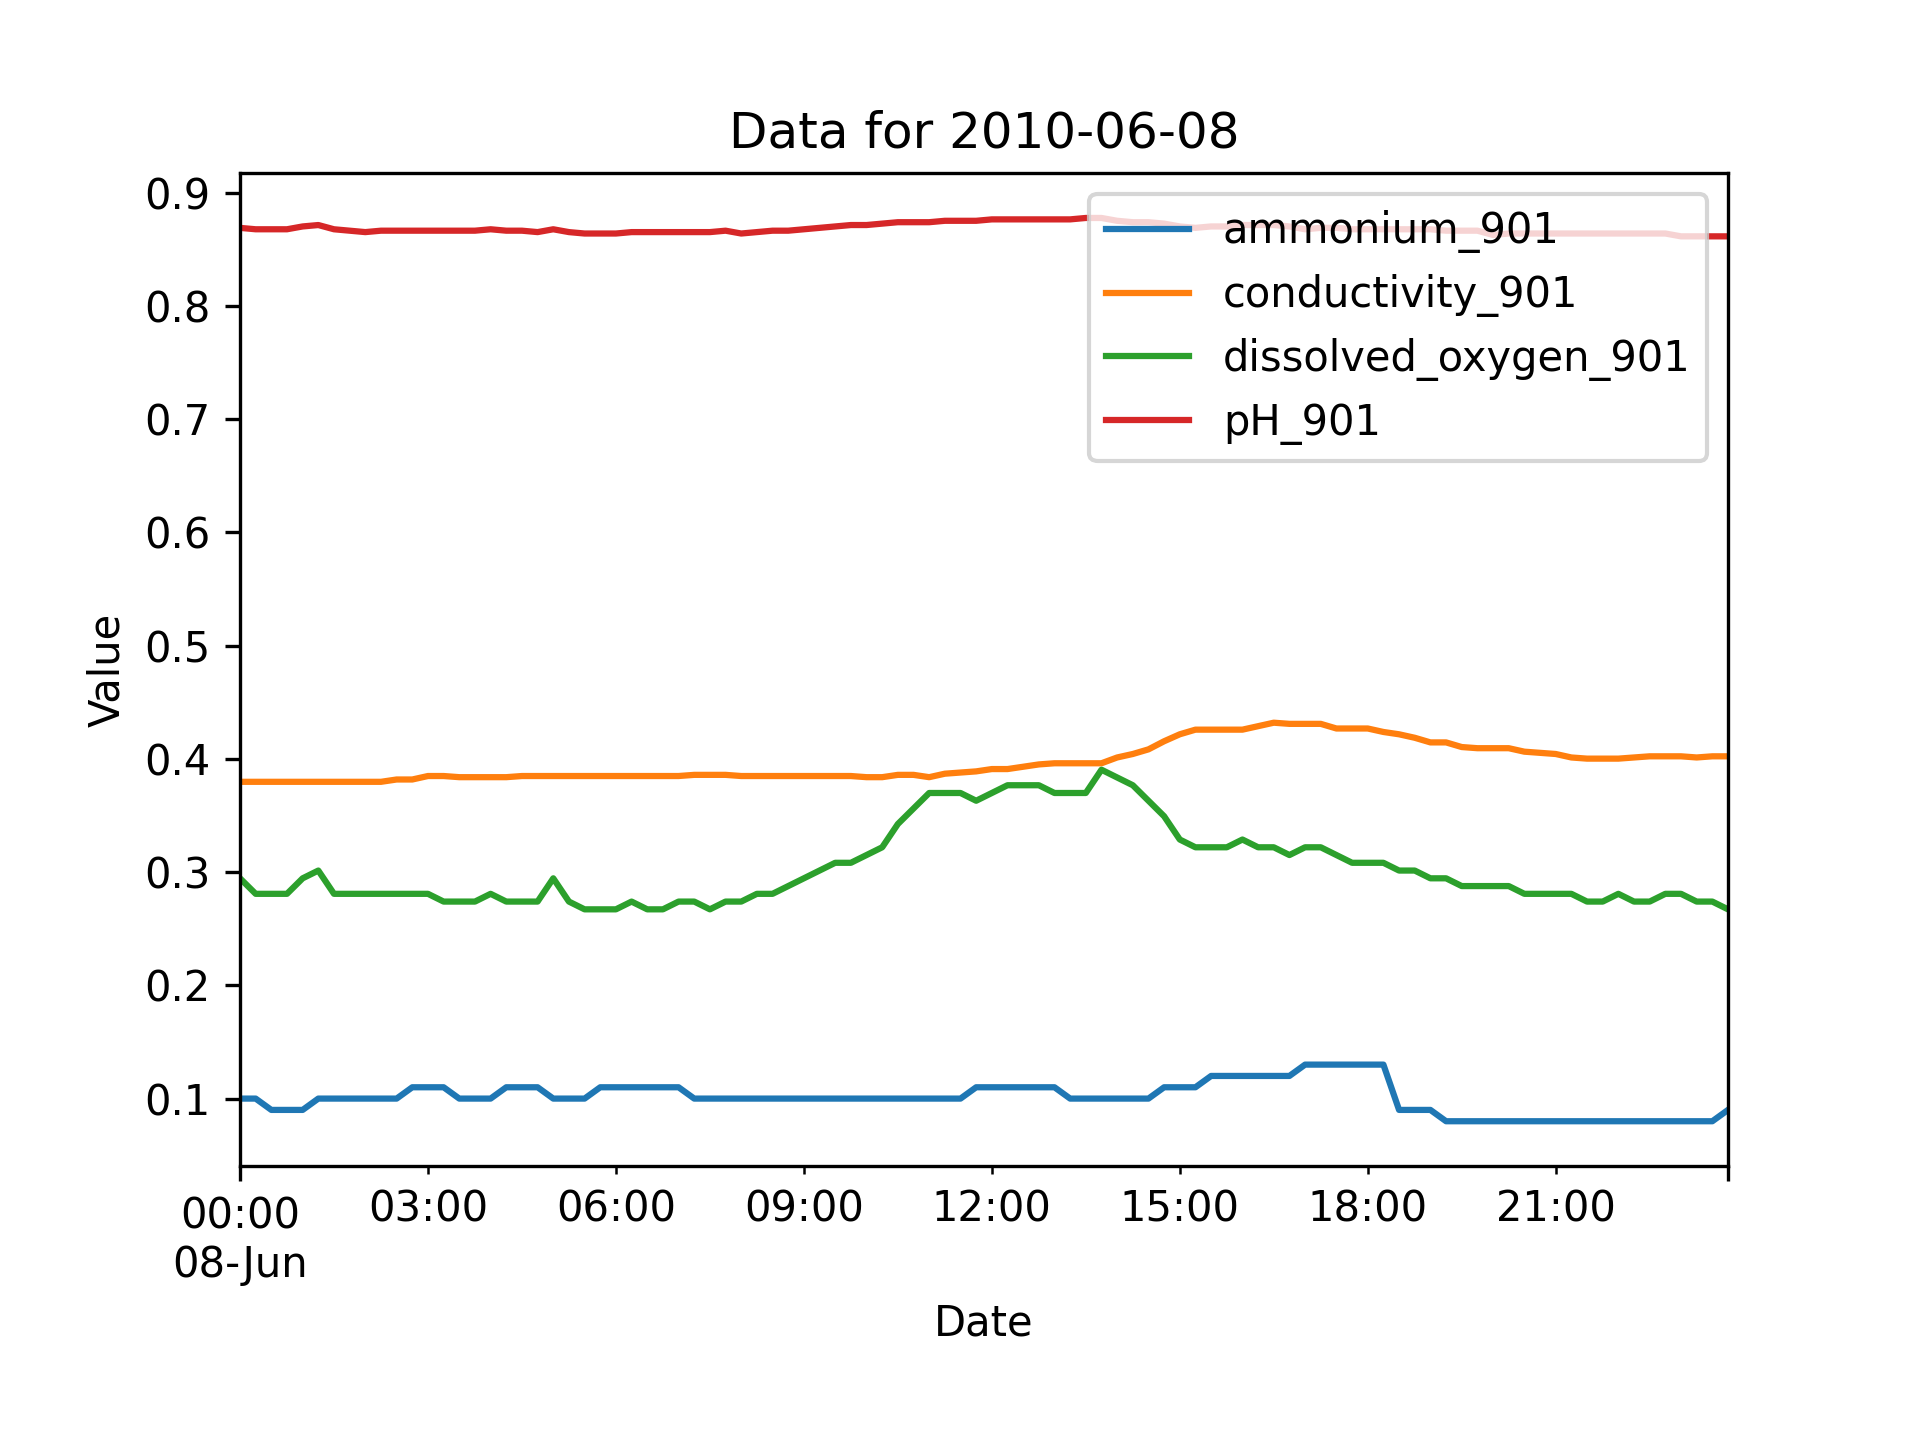 Data for 2010-06-08
0.9
0.8
0.7
0.6
0.5
0.4
0.3
0.2
0.1
Value
ammonium_901
conductivity_901
dissolved_oxygen_901
pH_901
00:00 03:00 06:00 09:00 12:00 15:00 18:00 21:00
08-Jun
Date